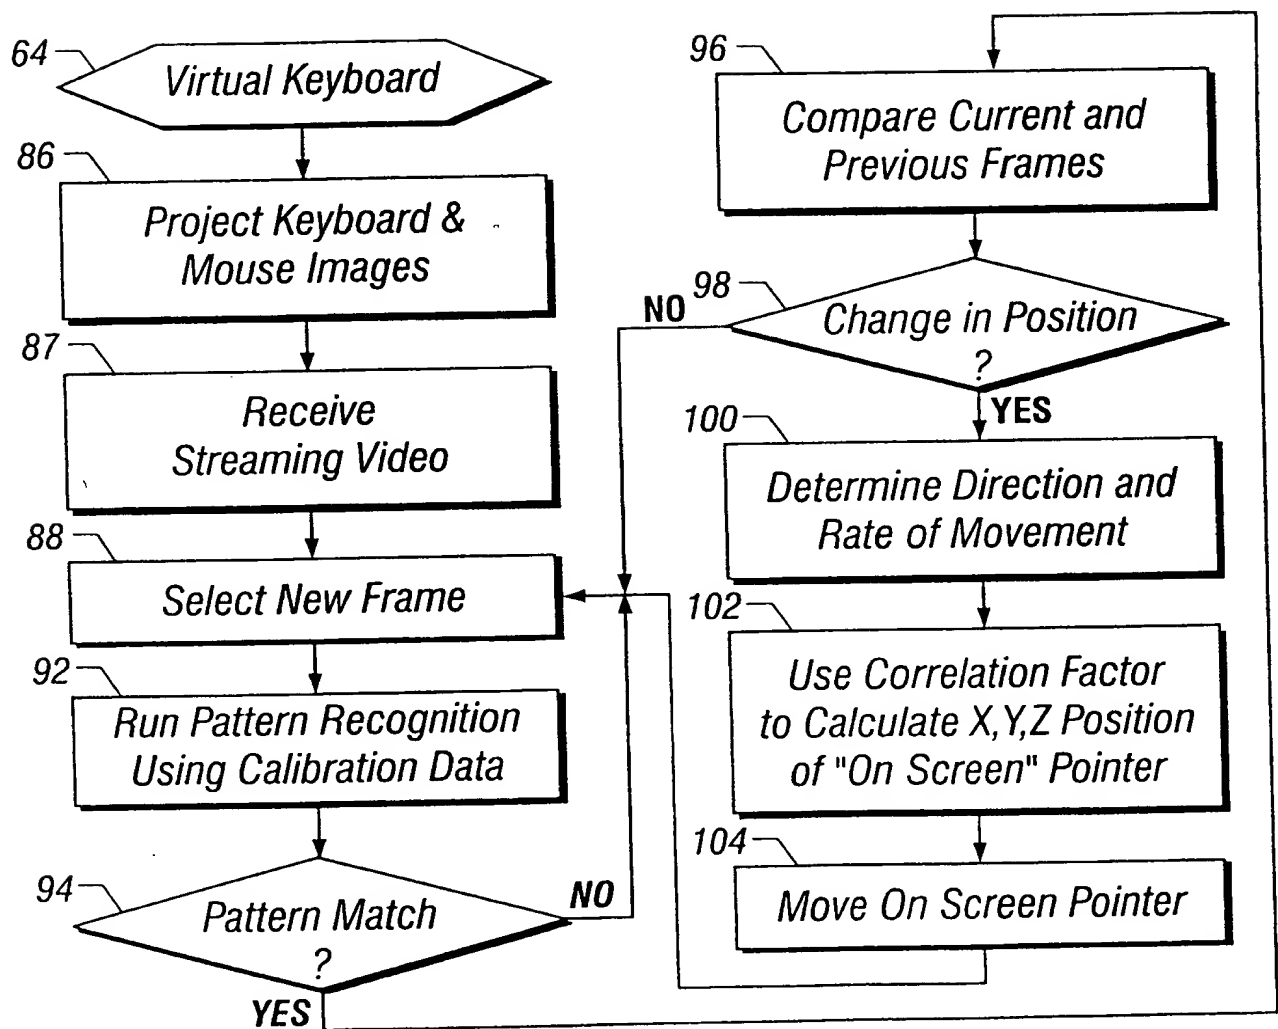 64
Virtual Keyboard
86
Project Keyboard &
Mouse Images
87
Receive
Streaming Video
88
Select New Frame
92
Run Pattern Recognition
Using Calibration Data
94
Pattern Match
?
NO
YES
96
Compare Current and
Previous Frames
98
Change in Position
?
NO
YES
100
Determine Direction and
Rate of Movement
102
Use Correlation Factor
to Calculate X,Y,Z Position
of "On Screen" Pointer
104
Move On Screen Pointer